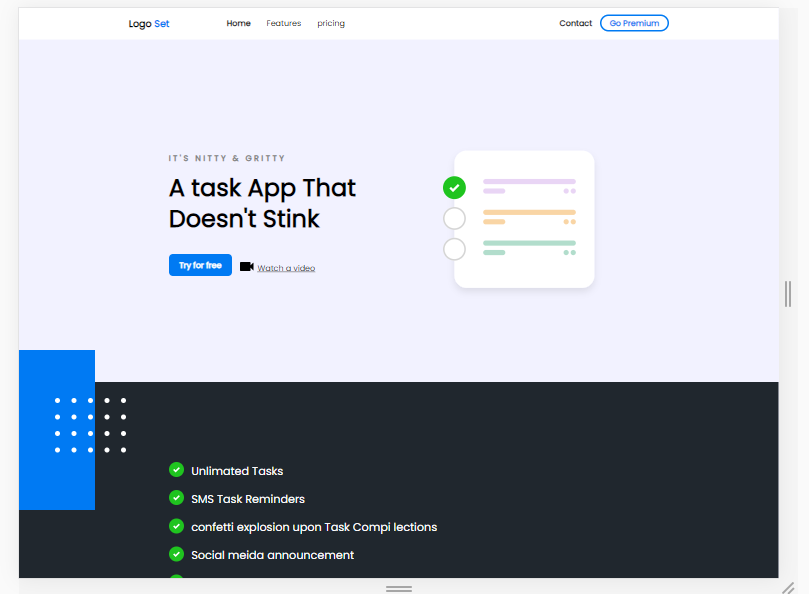 Logo Set Home Features pricing Contact Go Premium
IT'S NITTY & GRITTY
A task App That
Doesn't Stink
Try for free Watch a video
Unlimated Tasks
SMS Task Reminders
confetti explosion upon Task Compi lections
Social meida announcement